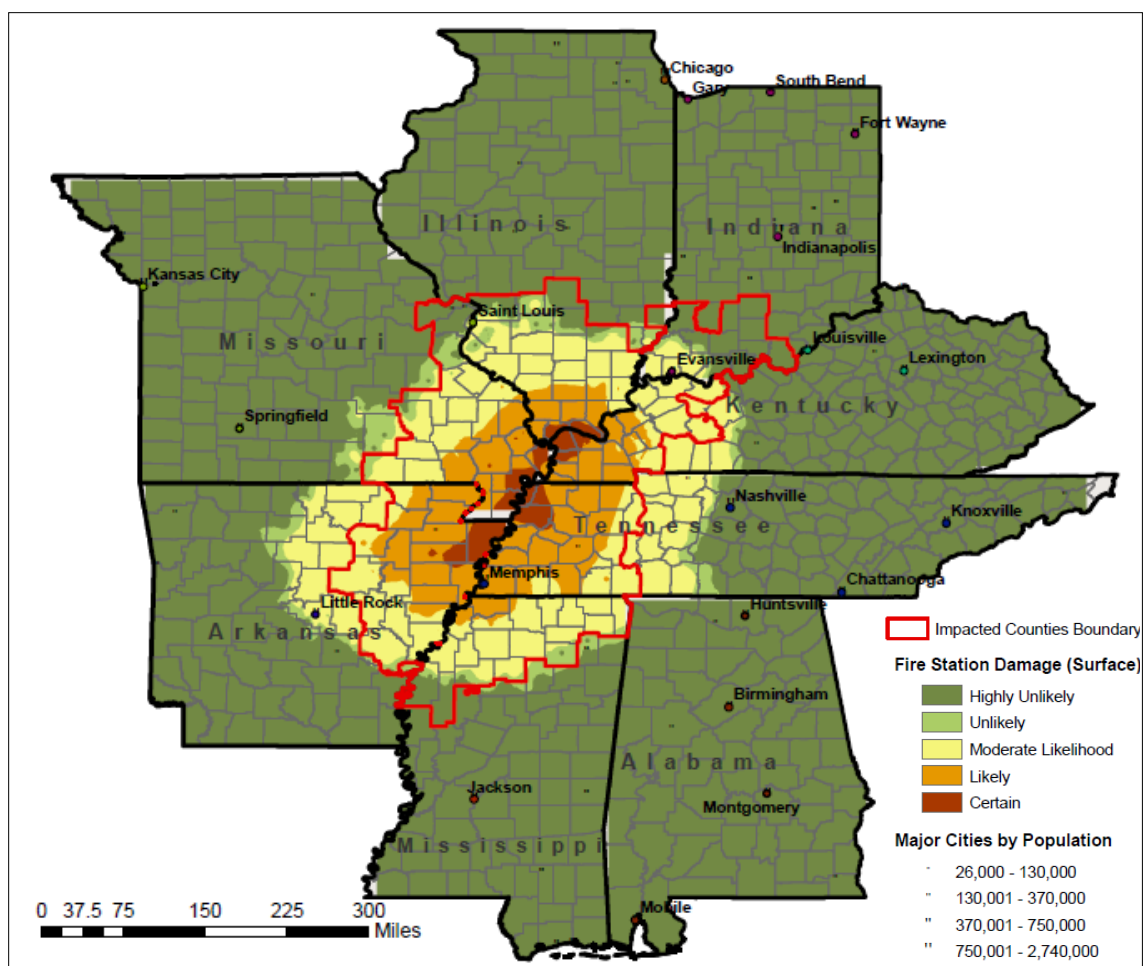 Chicago
Gary
South Bend
Fort Wayne
Illinois
Indiana
Indianapolis
Kansas City
Saint Louis
Missouri
Louisville
Evansville
Lexington
Springfield
Kentucky
Nashville
Tennessee
Knoxville
Memphis
Chattanooga
Little Rock
Huntsville
Arkansas
Impacted Counties Boundary
Fire Station Damage (Surface)
Highly Unlikely
Unlikely
Moderate Likelihood
Likely
Certain
Birmingham
Alabama
Jackson
Montgomery
Mississippi
Major Cities by Population
26,000 - 130,000
130,001 - 370,000
370,001 - 750,000
750,001 - 2,740,000
Mobile
0 37.5 75 150 225 300
Miles